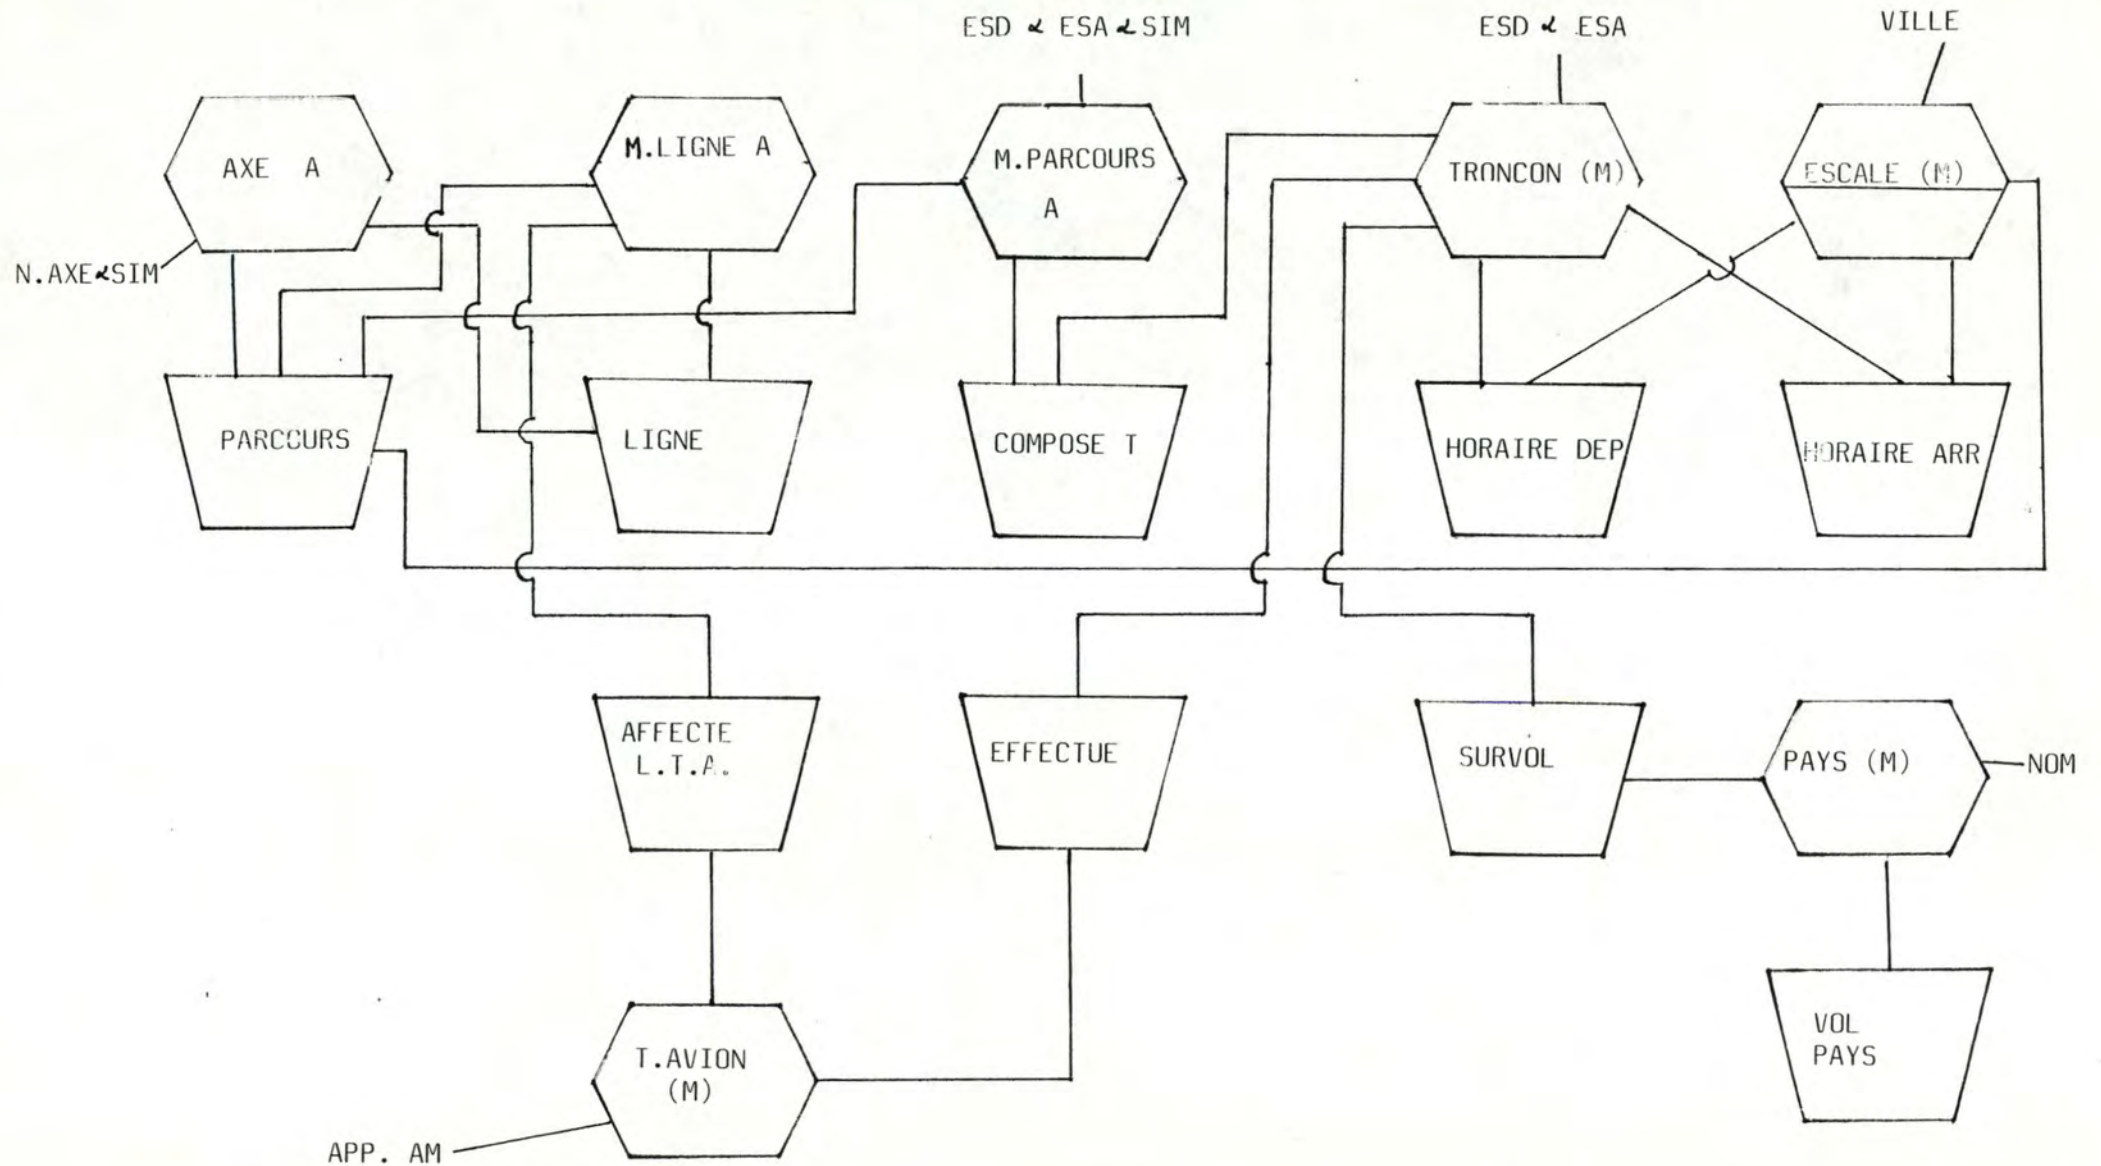 ESD & ESA & SIM
ESD & ESA
VILLE
AXE A
M.LIGNE A
M.PARCOURS
A
TRONCON (M)
ESCALE (M)
N.AXE&SIM
PARCOURS
LIGNE
COMPOSE T
HORAIRE DEP
HORAIRE ARR
AFFECTE
L.T.A.
EFFECTUE
SURVOL
PAYS (M)
NOM
T.AVION
(M)
VOL
PAYS
APP. AM